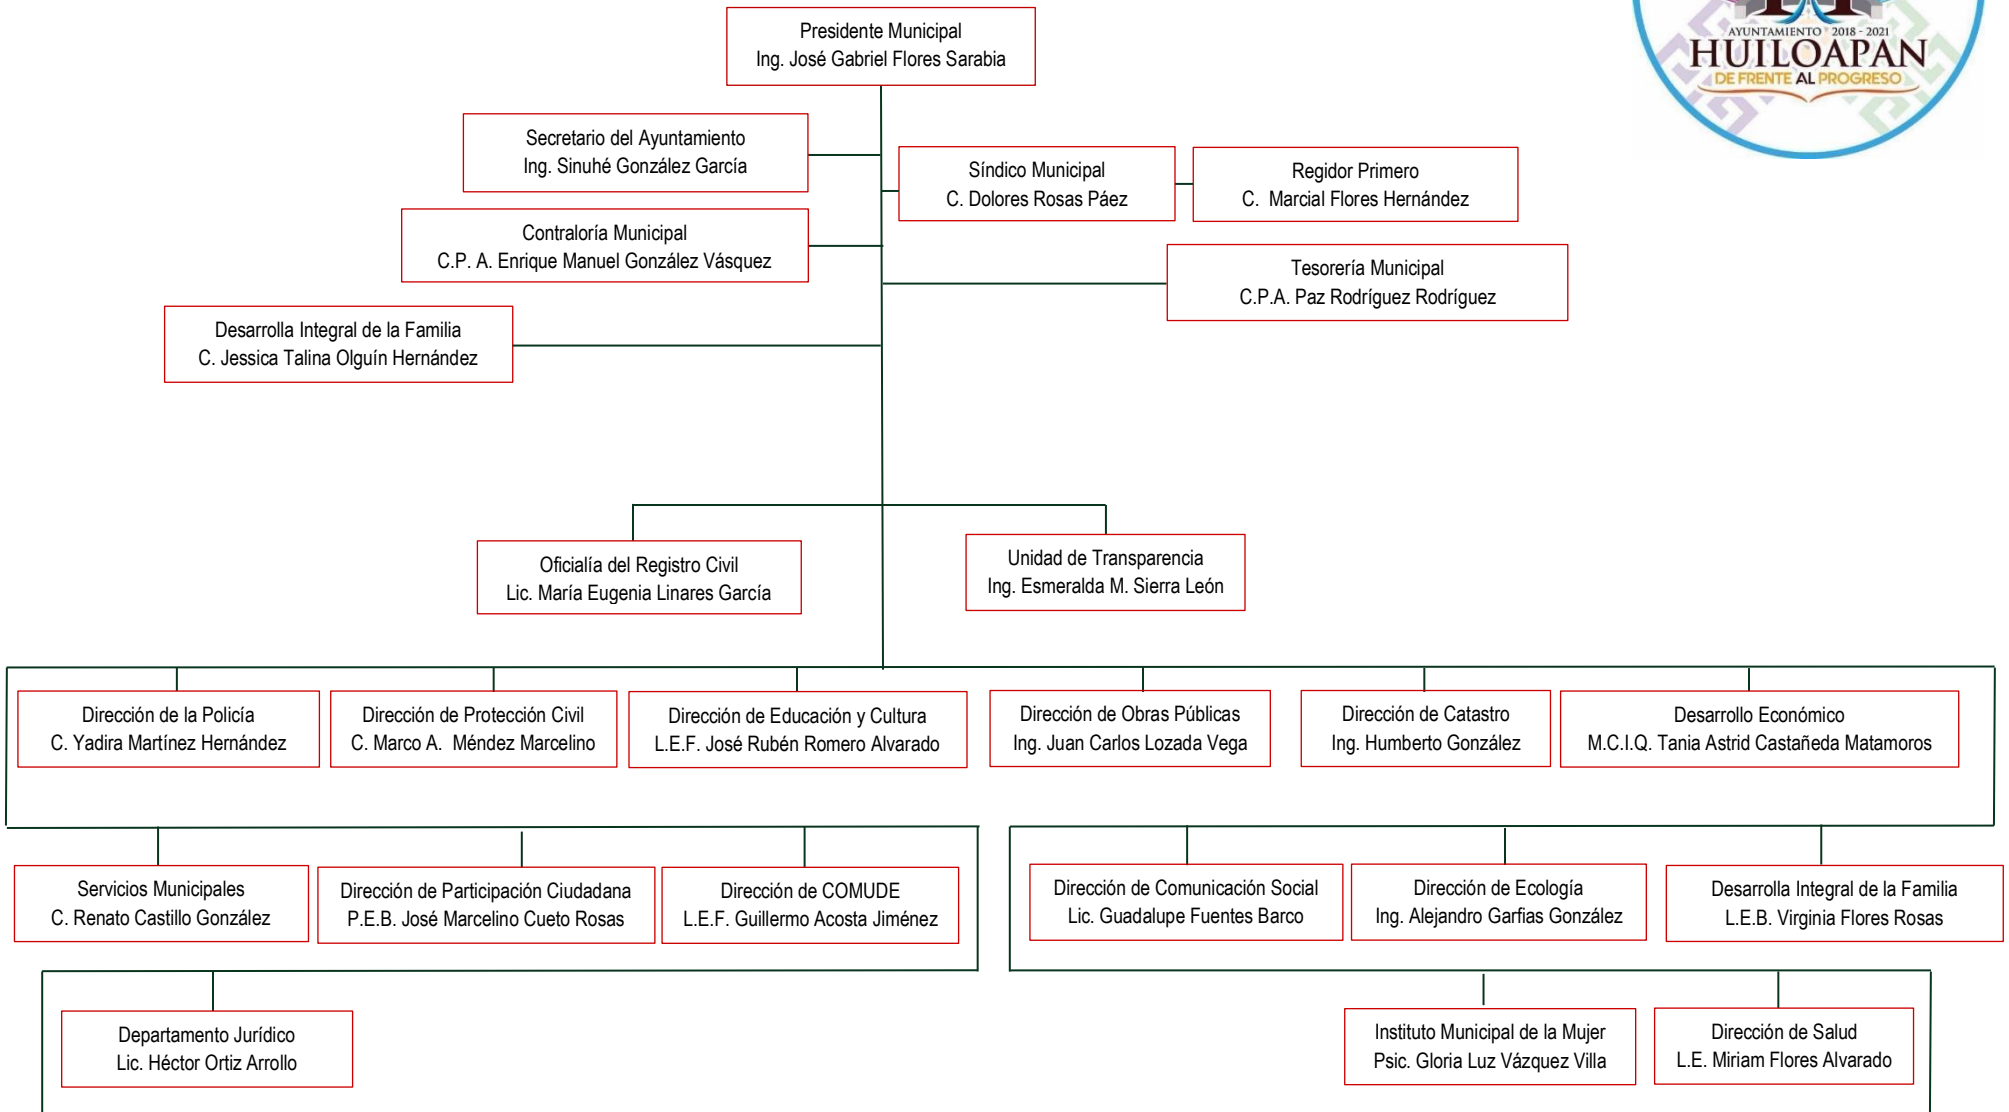 Presidente Municipal
Ing. José Gabriel Flores Sarabia
AYUNTAMIENTO 2018 - 2021
HUILOAPAN
DE FRENTE AL PROGRESO
Secretario del Ayuntamiento
Ing. Sinuhé González García
Síndico Municipal
C. Dolores Rosas Páez
Regidor Primero
C. Marcial Flores Hernández
Contraloría Municipal
C.P. A. Enrique Manuel González Vásquez
Tesorería Municipal
C.P.A. Paz Rodríguez Rodríguez
Desarrolla Integral de la Familia
C. Jessica Talina Olguín Hernández
Oficialía del Registro Civil
Lic. María Eugenia Linares García
Unidad de Transparencia
Ing. Esmeralda M. Sierra León
Dirección de la Policía
C. Yadira Martínez Hernández
Dirección de Protección Civil
C. Marco A. Méndez Marcelino
Dirección de Educación y Cultura
L.E.F. José Rubén Romero Alvarado
Dirección de Obras Públicas
Ing. Juan Carlos Lozada Vega
Dirección de Catastro
Ing. Humberto González
Desarrollo Económico
M.C.I.Q. Tania Astrid Castañeda Matamoros
Servicios Municipales
C. Renato Castillo González
Dirección de Participación Ciudadana
P.E.B. José Marcelino Cueto Rosas
Dirección de COMUDE
L.E.F. Guillermo Acosta Jiménez
Dirección de Comunicación Social
Lic. Guadalupe Fuentes Barco
Dirección de Ecología
Ing. Alejandro Garfias González
Desarrolla Integral de la Familia
L.E.B. Virginia Flores Rosas
Departamento Jurídico
Lic. Héctor Ortiz Arrollo
Instituto Municipal de la Mujer
Psic. Gloria Luz Vázquez Villa
Dirección de Salud
L.E. Miriam Flores Alvarado